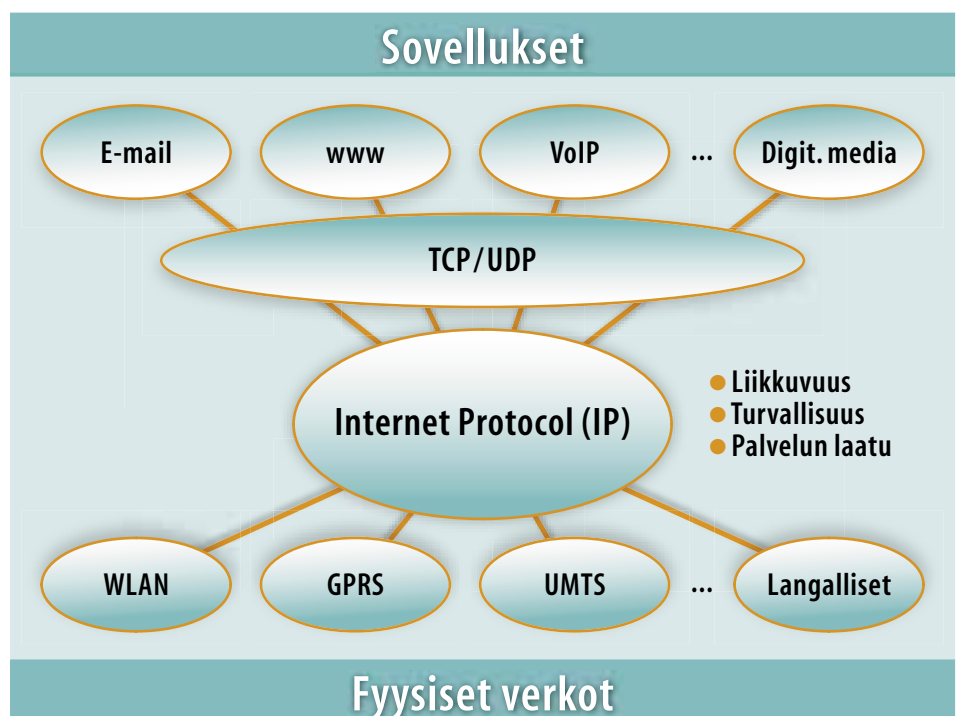 Sovellukset
E-mail www VoIP ... Digit. media
TCP/UDP
Internet Protocol (IP)
● Liikkuvuus
● Turvallisuus
● Palvelun laatu
WLAN GPRS UMTS ... Langalliset
Fyysiset verkot